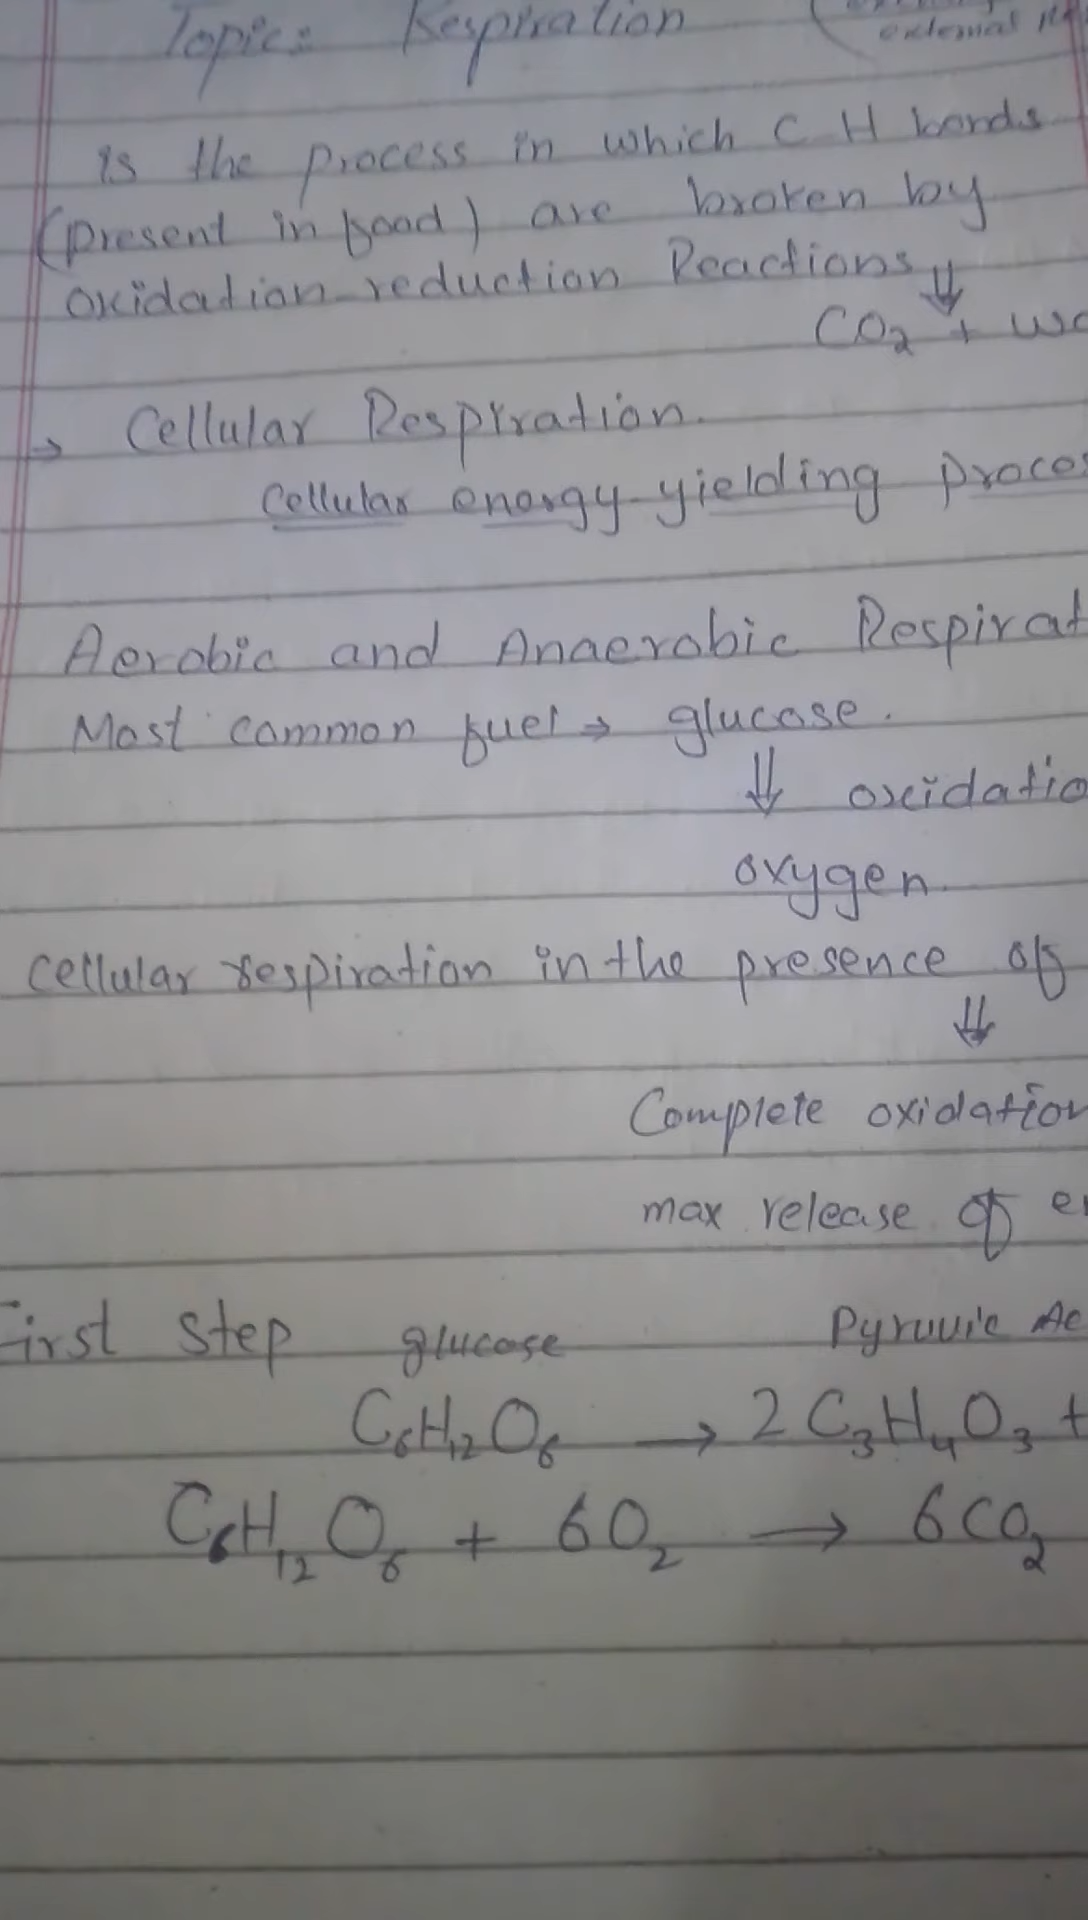 Topic: Respiration
external
is the process in which C H bonds
(present in food) are broken by
oxidation reduction Reactions ⇓
CO₂ +
→ Cellular Respiration.
Cellular energy yielding
Aerobic and Anaerobic
Most common fuel → glucose.
⇓
oxygen
Cellular respiration in the presence of
⇓
Complete
max release of
step glucose Pyruvic
C₆H₁₂O₆ → 2 C₃H₄O₃ +
C₆H₁₂O₆ + 6O₂ → 6CO₂